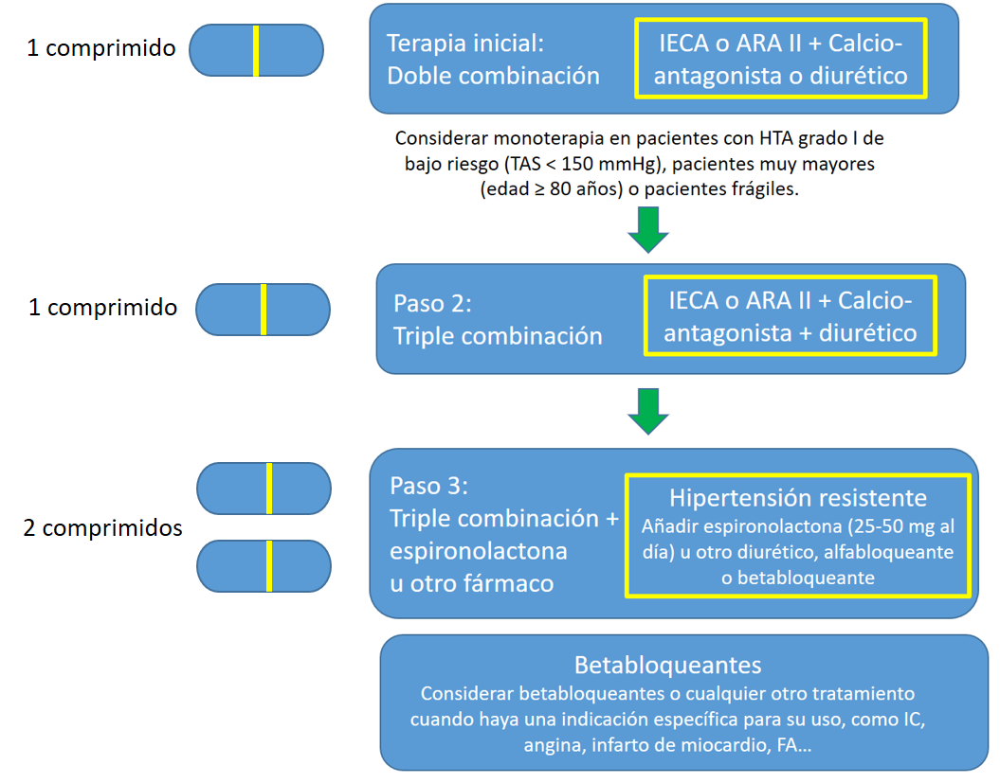 1 comprimido
Terapia inicial:
Doble combinación
IECA o ARA II + Calcio-
antagonista o diurético
Considerar monoterapia en pacientes con HTA grado I de
bajo riesgo (TAS < 150 mmHg), pacientes muy mayores
(edad ≥ 80 años) o pacientes frágiles.
1 comprimido
Paso 2:
Triple combinación
IECA o ARA II + Calcio-
antagonista + diurético
2 comprimidos
Paso 3:
Triple combinación +
espironolactona
u otro fármaco
Hipertensión resistente
Añadir espironolactona (25-50 mg al
día) u otro diurético, alfabloqueante
o betabloqueante
Betabloqueantes
Considerar betabloqueantes o cualquier otro tratamiento
cuando haya una indicación específica para su uso, como IC,
angina, infarto de miocardio, FA...